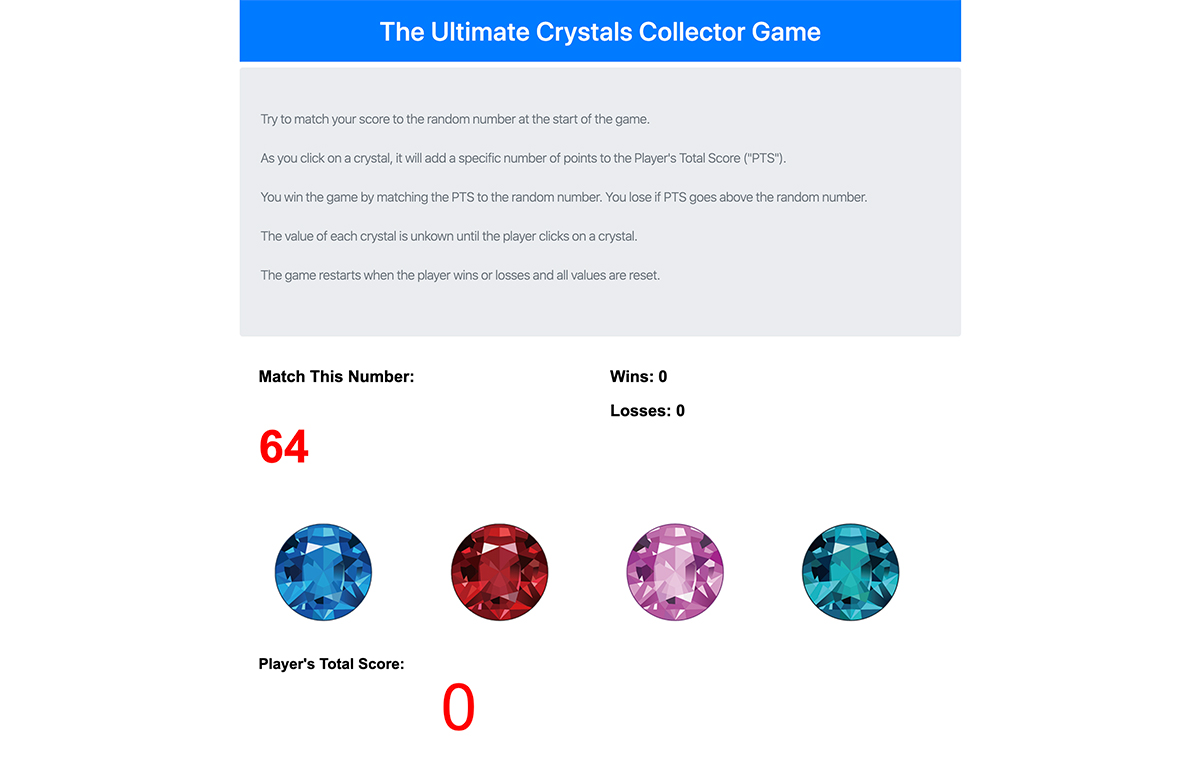 The Ultimate Crystals Collector Game
Try to match your score to the random number at the start of the game.
As you click on a crystal, it will add a specific number of points to the Player's Total Score ("PTS").
You win the game by matching the PTS to the random number. You lose if PTS goes above the random number.
The value of each crystal is unkown until the player clicks on a crystal.
The game restarts when the player wins or losses and all values are reset.
Match This Number:
64
Wins: 0
Losses: 0
Player's Total Score:
0